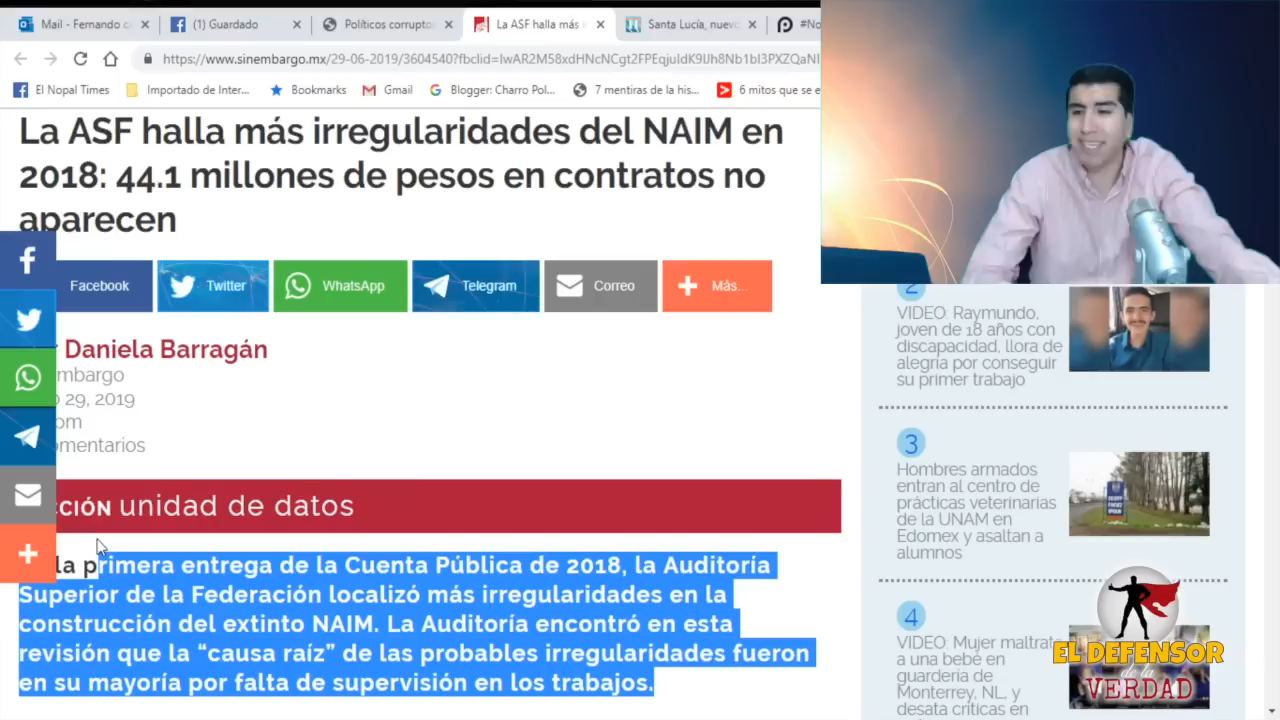 Mail - Fernando
(1) Guardado
Políticos corruptos
La ASF halla más
Santa Lucía, nuevo
https://www.sinembargo.mx/29-06-2019/3604540?fbclid=
El Nopal Times
Importado de Inter...
Bookmarks
Gmail
Blogger: Charro Pol...
7 mentiras de la his...
6 mitos que se
La ASF halla más irregularidades del NAIM en
2018: 44.1 millones de pesos en contratos no
aparecen
Facebook
Twitter
WhatsApp
Telegram
Correo
Más...
Daniela Barragán
embargo
29, 2019
omentarios
CCIÓN unidad de datos
la primera entrega de la Cuenta Pública de 2018, la Auditoría
Superior de la Federación localizó más irregularidades en la
construcción del extinto NAIM. La Auditoría encontró en esta
revisión que la “causa raíz” de las probables irregularidades fueron
en su mayoría por falta de supervisión en los trabajos.
2
VIDEO: Raymundo,
joven de 18 años con
discapacidad, llora de
alegría por conseguir
su primer trabajo
3
Hombres armados
entran al centro de
prácticas veterinarias
de la UNAM en
Edomex y asaltan a
alumnos
4
VIDEO: Mujer maltrata
a una bebé en
guardería de
Monterrey, NL, y
desata críticas en
EL DEFENSOR
de la
VERDAD